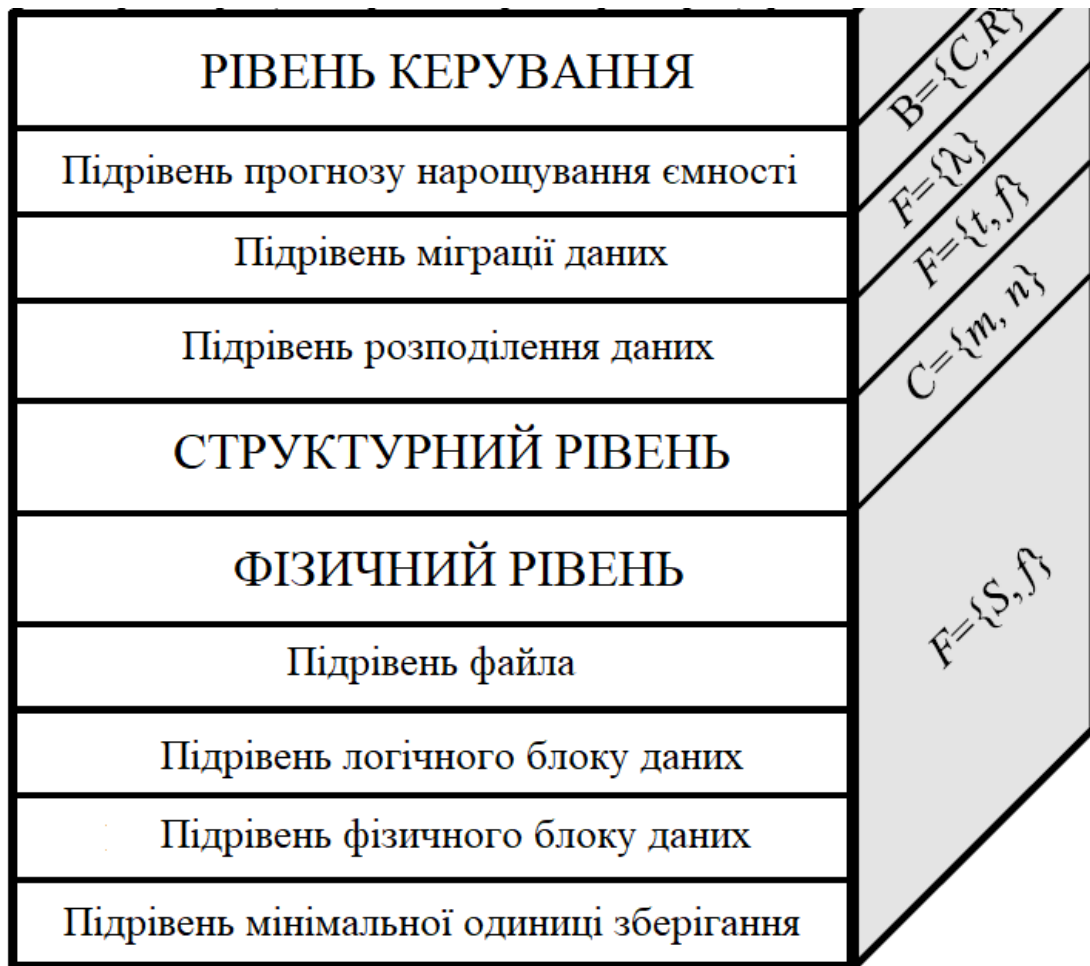 РІВЕНЬ КЕРУВАННЯ
Підрівень прогнозу нарощування ємності
Підрівень міграції даних
Підрівень розподілення даних
СТРУКТУРНИЙ РІВЕНЬ
ФІЗИЧНИЙ РІВЕНЬ
Підрівень файла
Підрівень логічного блоку даних
Підрівень фізичного блоку даних
Підрівень мінімальної одиниці зберігання
B={C,R}
F={λ}
F={t,f}
C={m, n}
F={S,f}